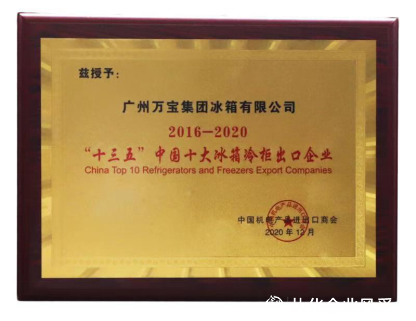 兹授予：
广州万宝集团冰箱有限公司
2016—2020
“十三五”中国十大冰箱冷柜出口企业
China Top 10 Refrigerators and Freezers Export Companies
中国机电产品进出口商会
2020年12月